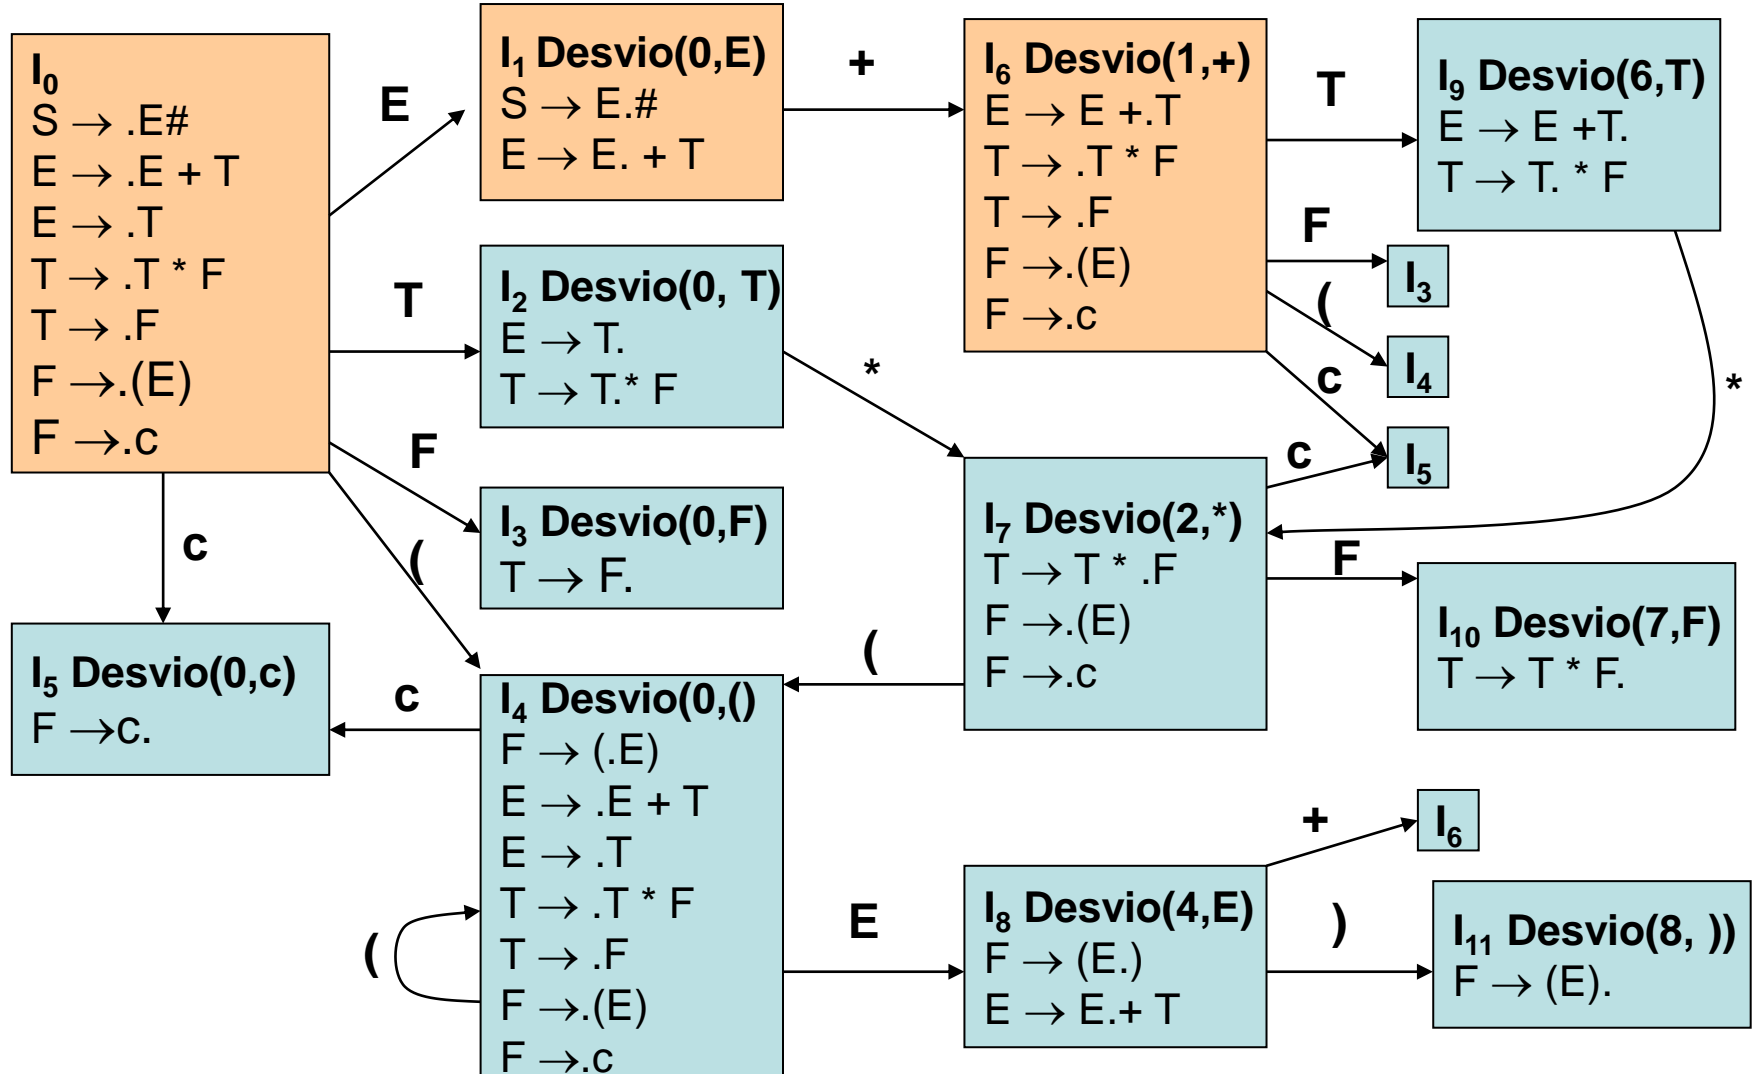 I0
S → .E#
E → .E + T
E → .T
T → .T * F
T → .F
F →.(E)
F →.c
E
T
F
(
c
I1 Desvio(0,E)
S → E.#
E → E. + T
+
I2 Desvio(0, T)
E → T.
T → T.* F
*
I3 Desvio(0,F)
T → F.
I5 Desvio(0,c)
F →c.
c
I4 Desvio(0,()
F → (.E)
E → .E + T
E → .T
T → .T * F
T → .F
F →.(E)
F →.c
(
E
I6 Desvio(1,+)
E → E +.T
T → .T * F
T → .F
F →.(E)
F →.c
T
F
(
c
I3
I4
I5
I7 Desvio(2,*)
T → T * .F
F →.(E)
F →.c
c
F
(
I8 Desvio(4,E)
F → (E.)
E → E.+ T
+
)
I6
I9 Desvio(6,T)
E → E +T.
T → T. * F
*
I10 Desvio(7,F)
T → T * F.
I11 Desvio(8, ))
F → (E).